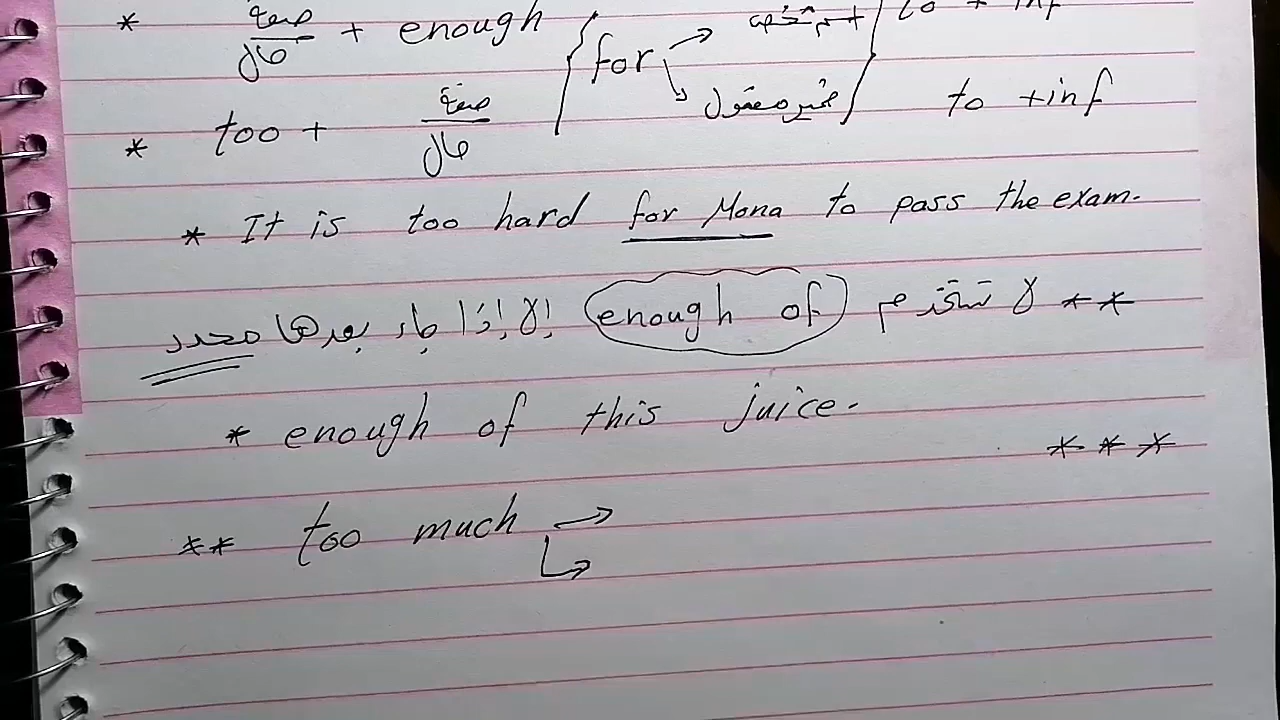 * صفة + enough for → اسم شخص to + inf
حال
* too + صفة ضمير مفعول to + inf
حال
* It is too hard for Mona to pass the exam.
** لا تستخدم enough of إلا إذا جاء بعدها محدد
* enough of this juice.
***
** too much →